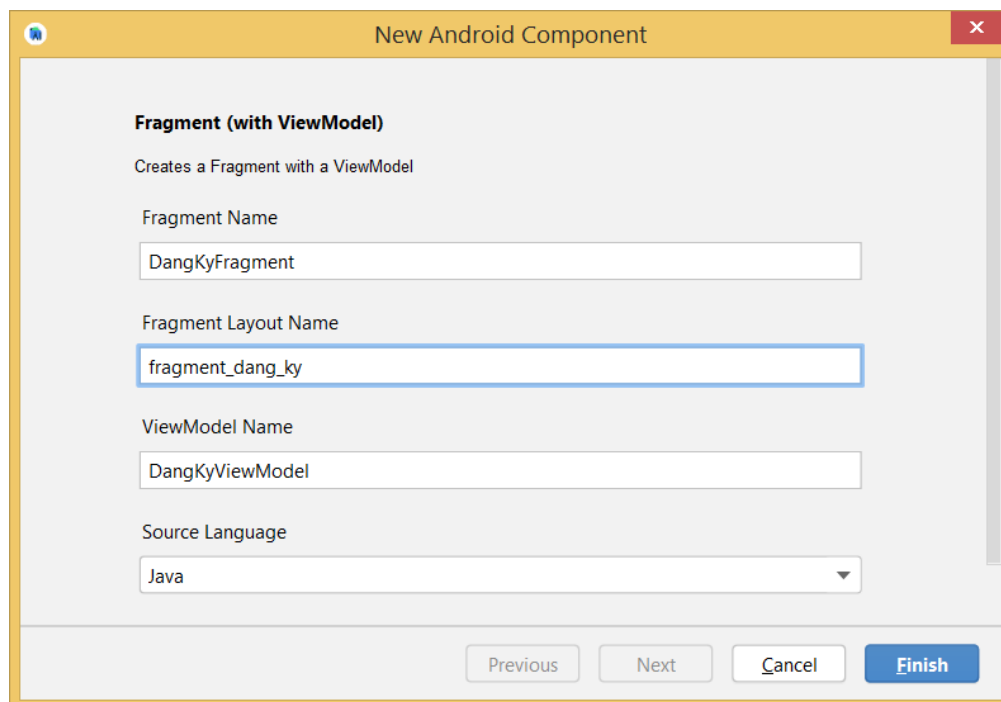 New Android Component
Fragment (with ViewModel)
Creates a Fragment with a ViewModel
Fragment Name
DangKyFragment
Fragment Layout Name
fragment_dang_ky
ViewModel Name
DangKyViewModel
Source Language
Java
Previous
Next
Cancel
Finish